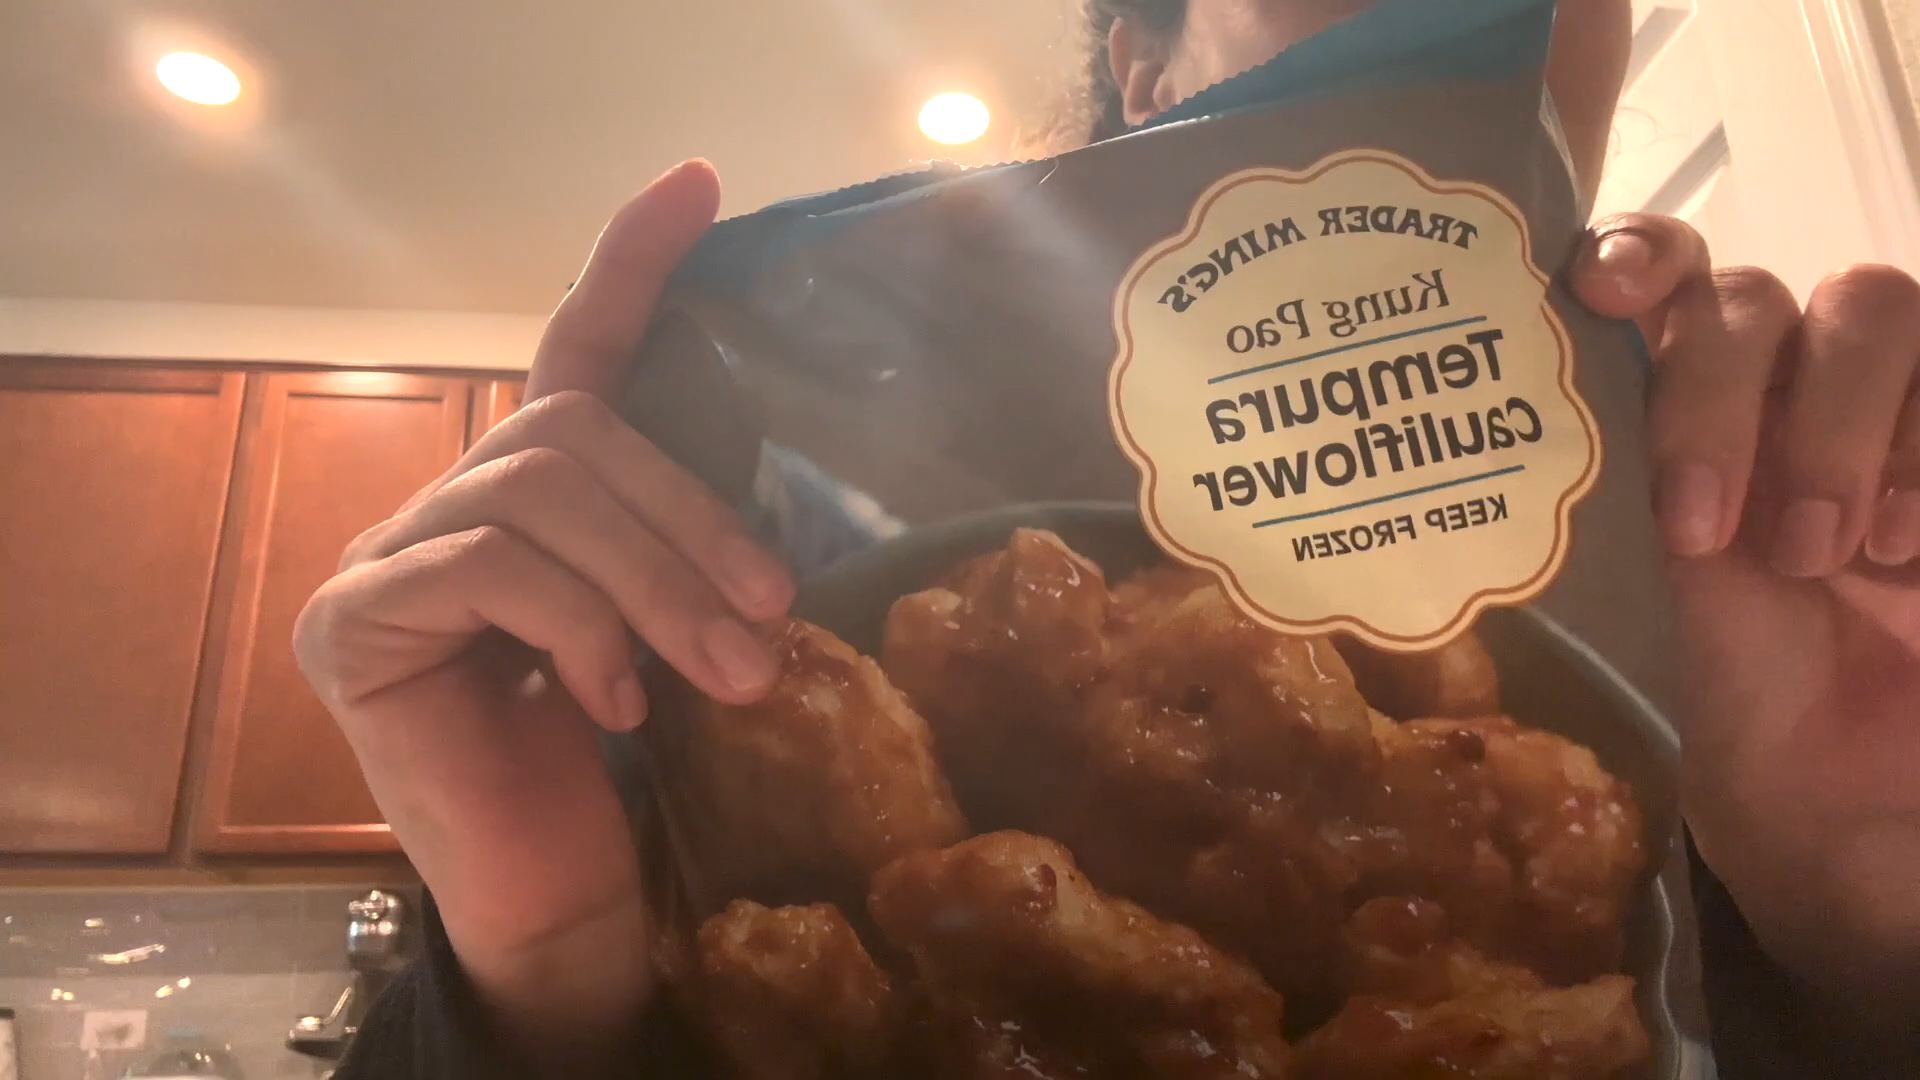 TRADER MING'S
Kung Pao
Tempura
Cauliflower
KEEP FROZEN